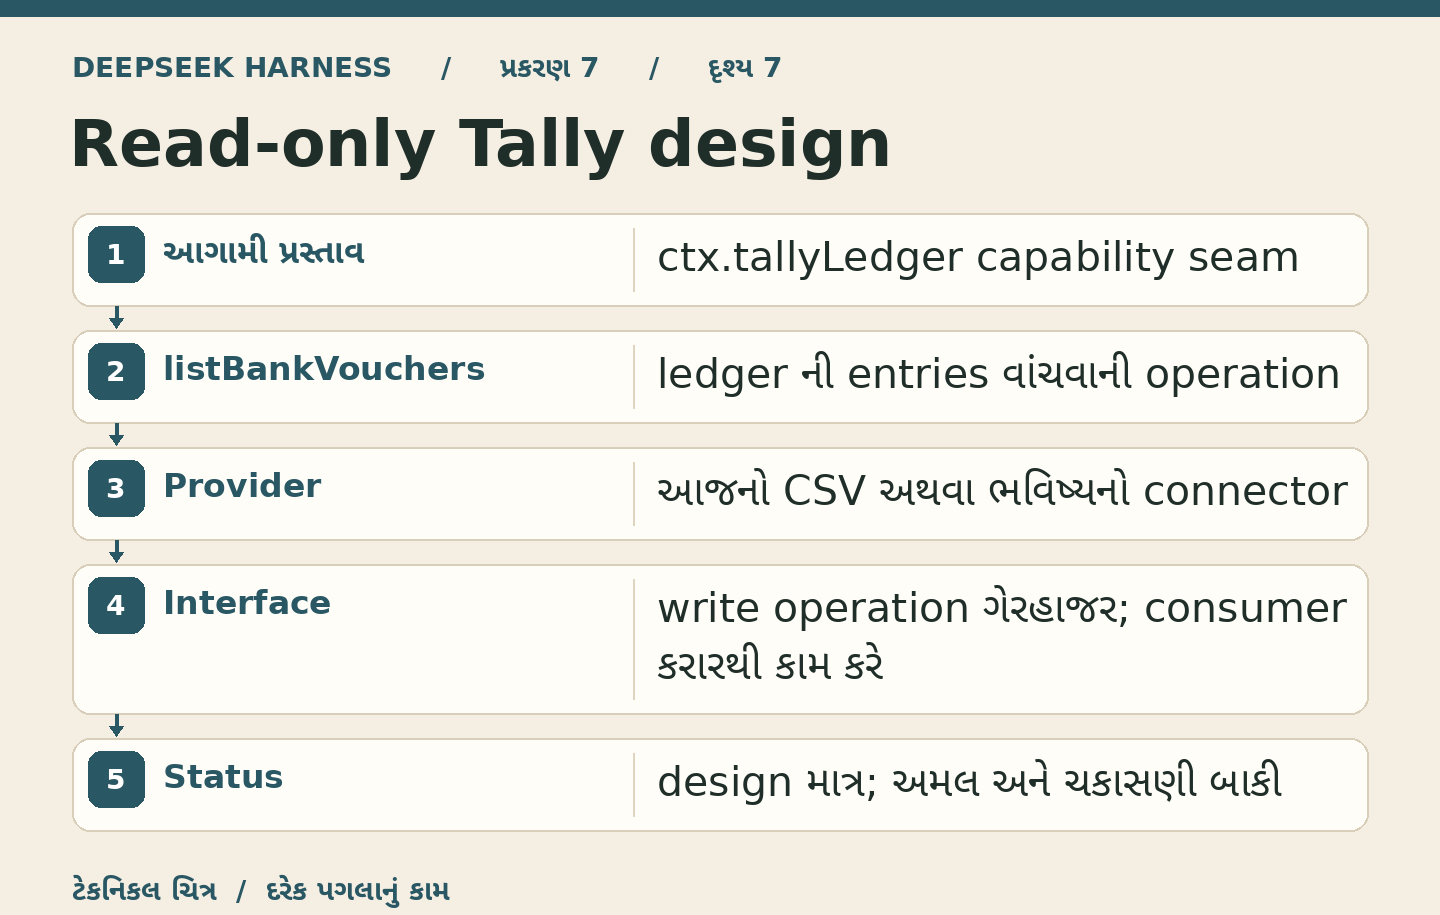 DEEPSEEK HARNESS / પ્રકરણ 7 / દૃશ્ય 7
Read-only Tally design
1 આગામી પ્રસ્તાવ ctx.tallyLedger capability seam
2 listBankVouchers ledger ની entries વાંચવાની operation
3 Provider આજનો CSV અથવા ભવિષ્યનો connector
4 Interface write operation ગેરહાજર; consumer
કરારથી કામ કરે
5 Status design માત્ર; અમલ અને ચકાસણી બાકી
ટેકનિકલ ચિત્ર / દરેક પગલાનું કામ